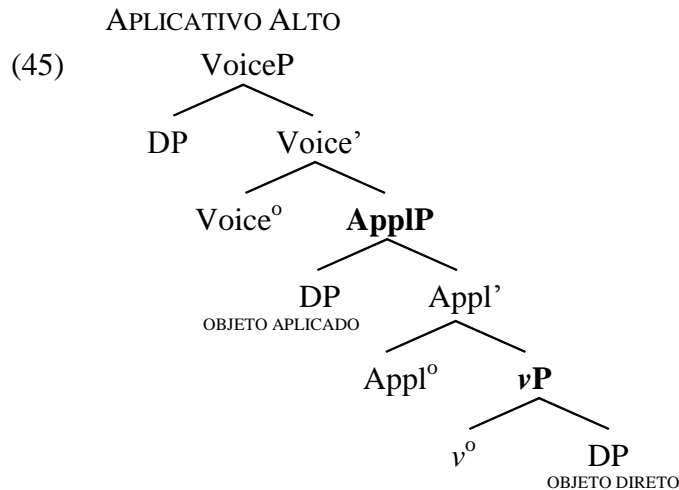 APLICATIVO ALTO
(45) VoiceP
DP Voice’
Voiceº ApplP
DP Appl’
OBJETO APLICADO
Applº vP
vº DP
OBJETO DIRETO